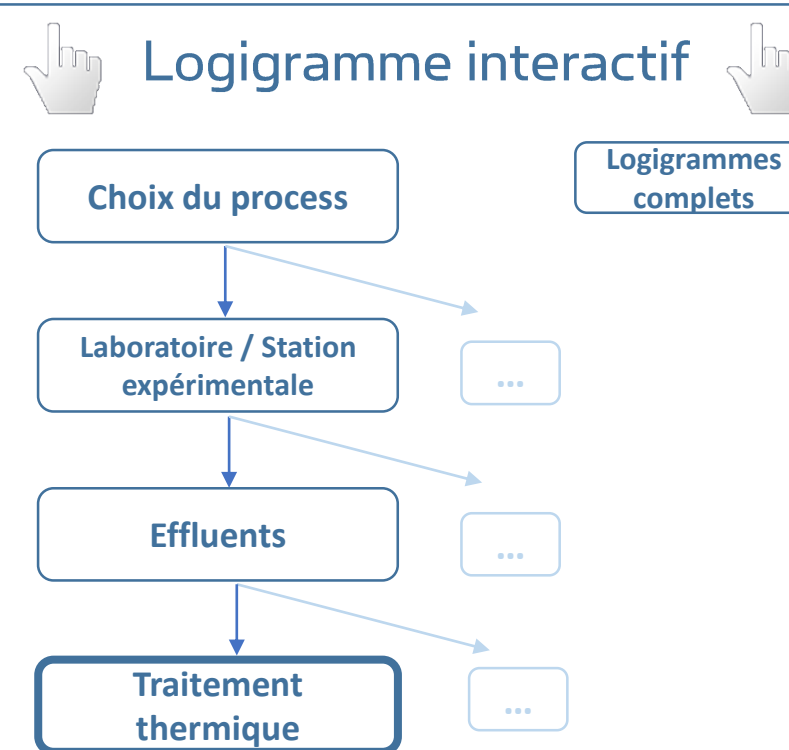 Logigramme interactif
Choix du process
Logigrammes
complets
Laboratoire / Station
expérimentale
...
Effluents
...
Traitement
thermique
...